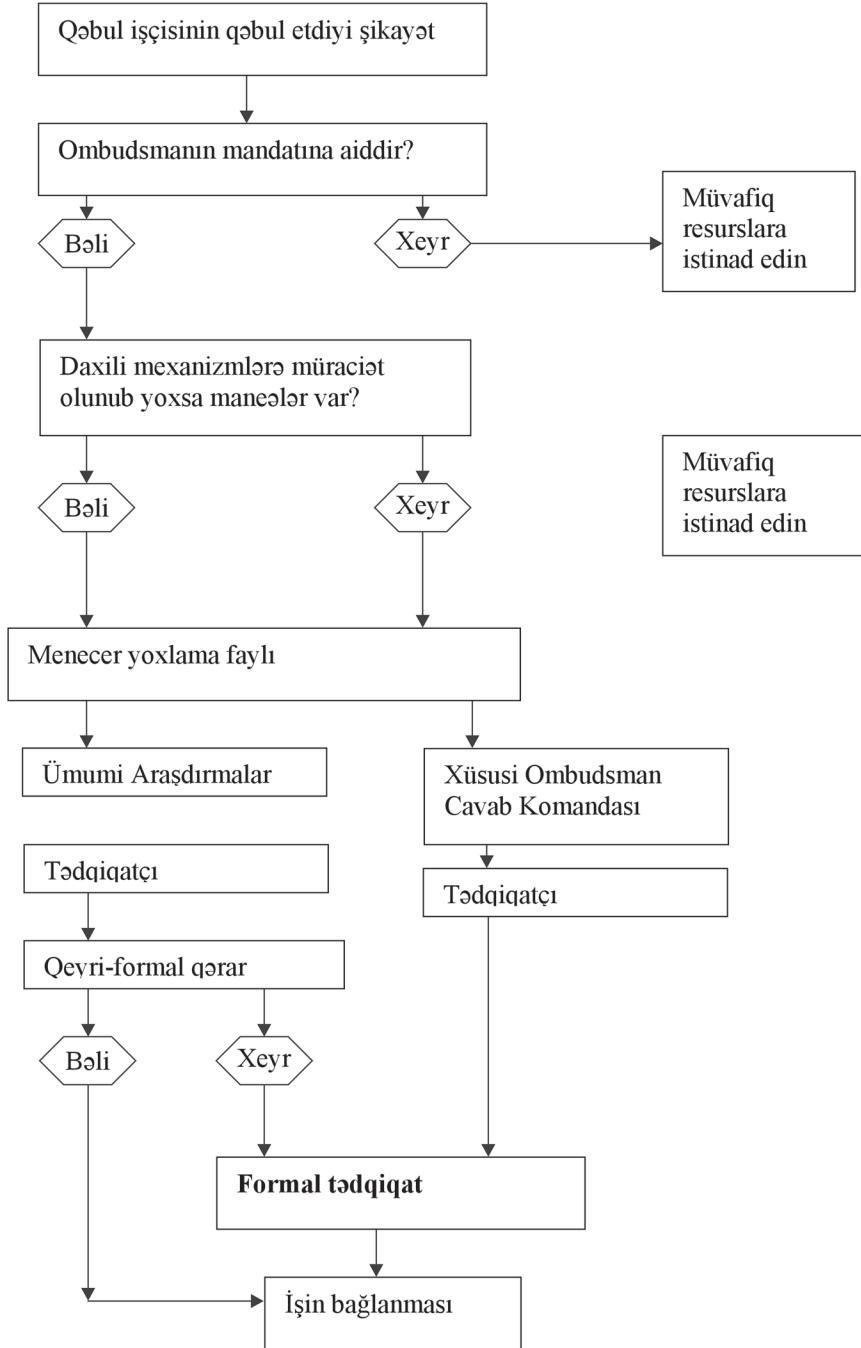 Qəbul işçisinin qəbul etdiyi şikayət
Ombudsmanın mandatına aiddir?
Bəli
Xeyr
Müvafiq
resurslara
istinad edin
Daxili mexanizmlərə müraciət
olunub yoxsa maneələr var?
Bəli
Xeyr
Müvafiq
resurslara
istinad edin
Menecer yoxlama faylı
Ümumi Araşdırmalar
Xüsusi Ombudsman
Cavab Komandası
Tədqiqatçı
Tədqiqatçı
Qeyri-formal qərar
Bəli
Xeyr
Formal tədqiqat
İşin bağlanması